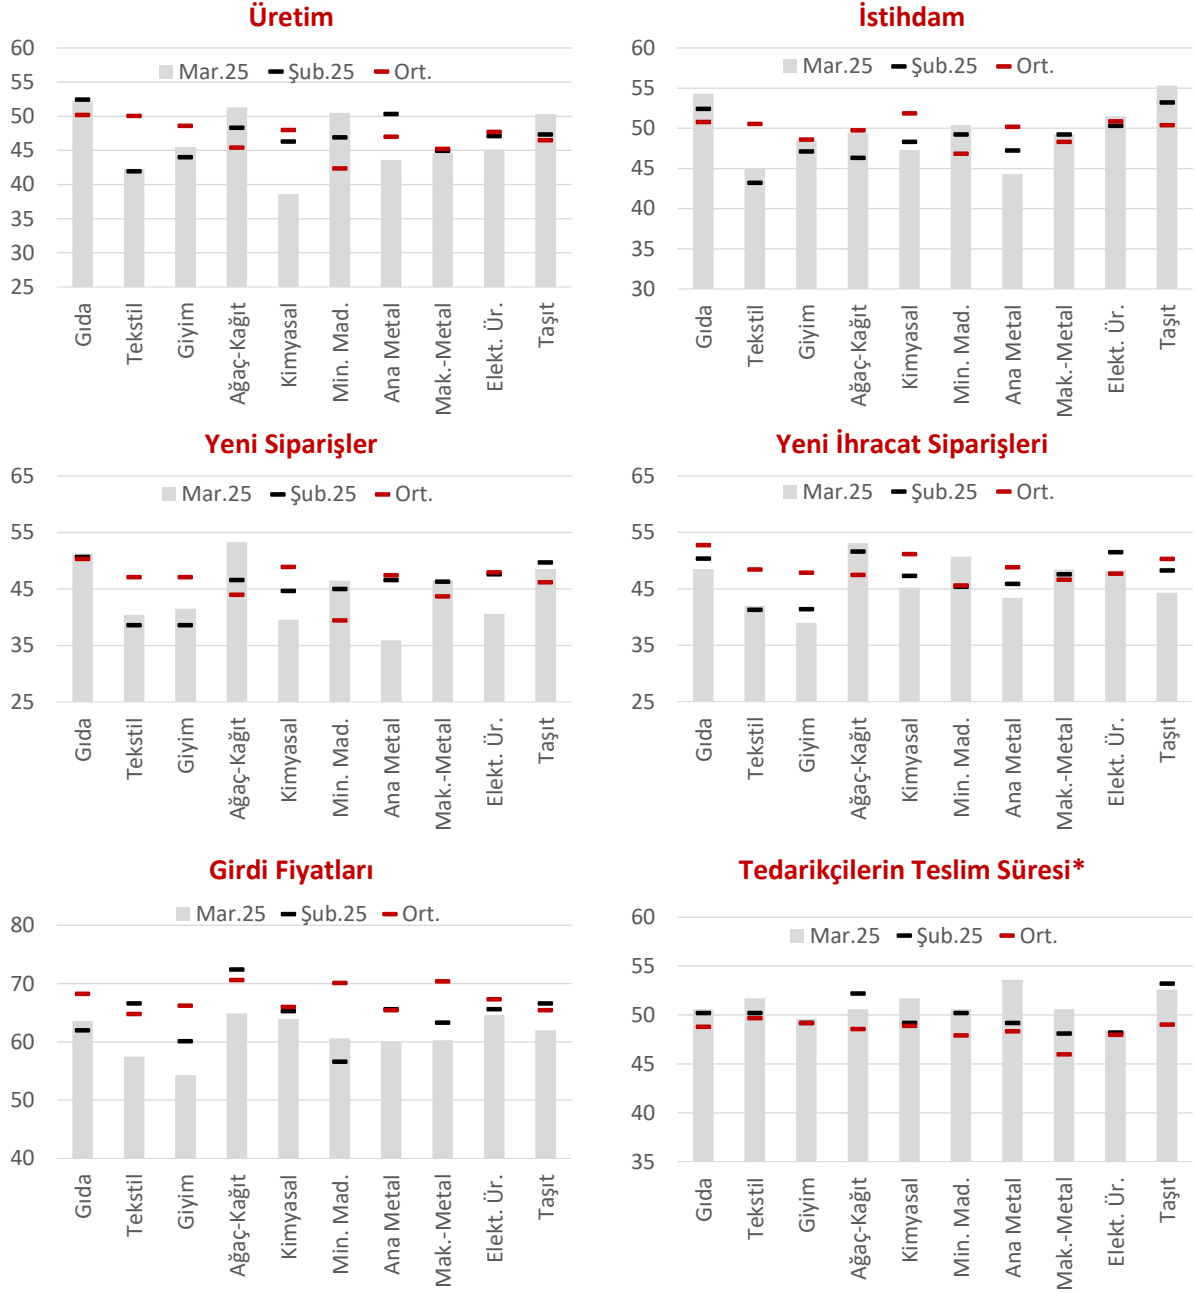 Üretim
60
55
50
45
40
35
30
25
Mar.25 Şub.25 Ort.
Gıda
Tekstil
Giyim
Ağaç-Kağıt
Kimyasal
Min. Mad.
Ana Metal
Mak.-Metal
Elekt. Ür.
Taşıt
İstihdam
60
55
50
45
40
35
30
Mar.25 Şub.25 Ort.
Gıda
Tekstil
Giyim
Ağaç-Kağıt
Kimyasal
Min. Mad.
Ana Metal
Mak.-Metal
Elekt. Ür.
Taşıt
Yeni Siparişler
65
55
45
35
25
Mar.25 Şub.25 Ort.
Gıda
Tekstil
Giyim
Ağaç-Kağıt
Kimyasal
Min. Mad.
Ana Metal
Mak.-Metal
Elekt. Ür.
Taşıt
Yeni İhracat Siparişleri
65
55
45
35
25
Mar.25 Şub.25 Ort.
Gıda
Tekstil
Giyim
Ağaç-Kağıt
Kimyasal
Min. Mad.
Ana Metal
Mak.-Metal
Elekt. Ür.
Taşıt
Girdi Fiyatları
80
70
60
50
40
Mar.25 Şub.25 Ort.
Gıda
Tekstil
Giyim
Ağaç-Kağıt
Kimyasal
Min. Mad.
Ana Metal
Mak.-Metal
Elekt. Ür.
Taşıt
Tedarikçilerin Teslim Süresi*
60
55
50
45
40
35
Mar.25 Şub.25 Ort.
Gıda
Tekstil
Giyim
Ağaç-Kağıt
Kimyasal
Min. Mad.
Ana Metal
Mak.-Metal
Elekt. Ür.
Taşıt